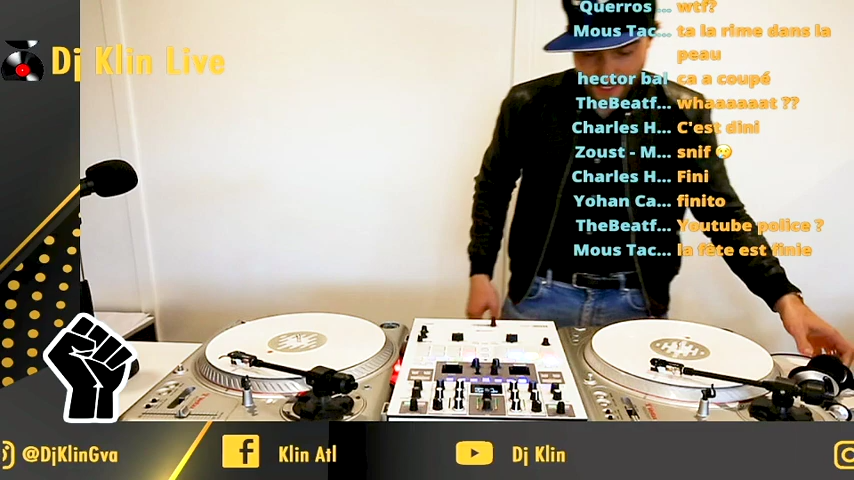 Dj Klin Live
Querros ... wtf?
Mous Tac... ta la rime dans la
peau
hector bal ca a coupé
TheBeatf... whaaaaaat ??
Charles H... C'est dini
Zoust - M... snif 😢
Charles H... Fini
Yohan Ca... finito
TheBeatf... Youtube police ?
Mous Tac... la fête est finie
@DjKlinGva Klin Atl Dj Klin